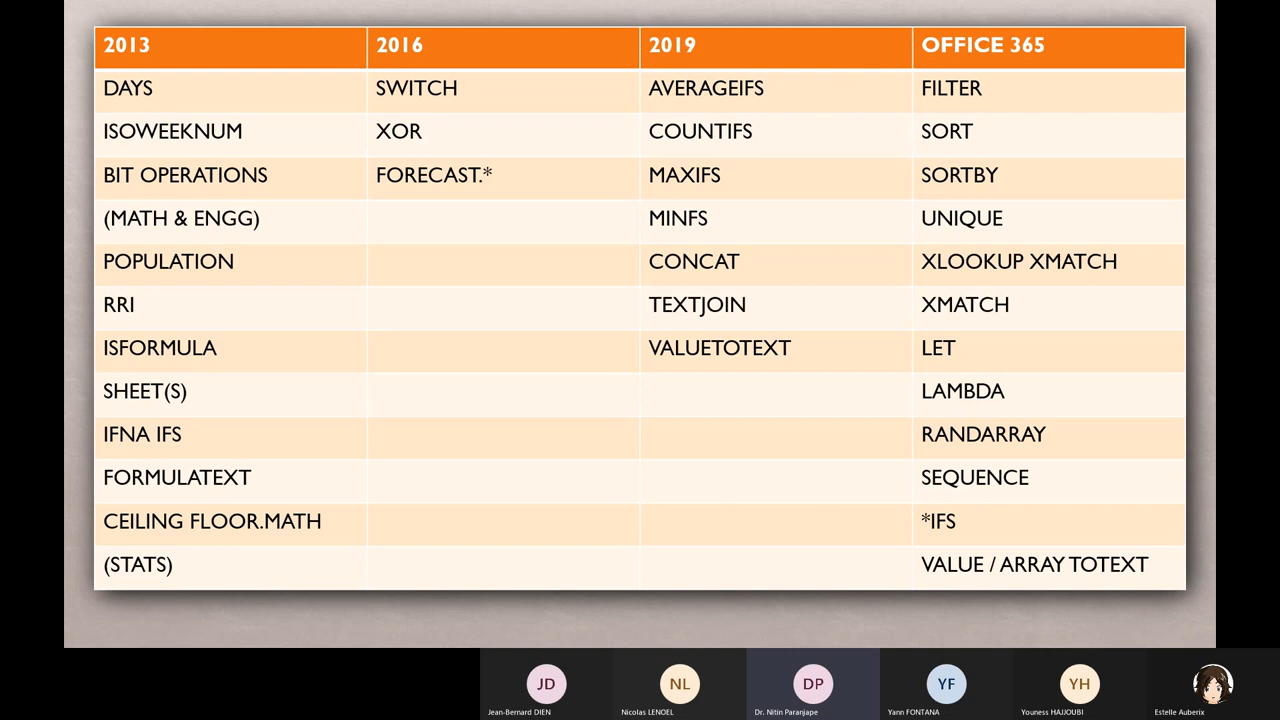 2013 2016 2019 OFFICE 365
DAYS SWITCH AVERAGEIFS FILTER
ISOWEEKNUM XOR COUNTIFS SORT
BIT OPERATIONS FORECAST.* MAXIFS SORTBY
(MATH & ENGG) MINFS UNIQUE
POPULATION CONCAT XLOOKUP XMATCH
RRI TEXTJOIN XMATCH
ISFORMULA VALUETOTEXT LET
SHEET(S) LAMBDA
IFNA IFS RANDARRAY
FORMULATEXT SEQUENCE
CEILING FLOOR.MATH *IFS
(STATS) VALUE / ARRAY TOTEXT
JD NL DP YF YH
Jean-Bernard DIEN Nicolas LENOEL Dr. Nitin Paranjape Yann FONTANA Youness HAJJOUBI Estelle Auberix